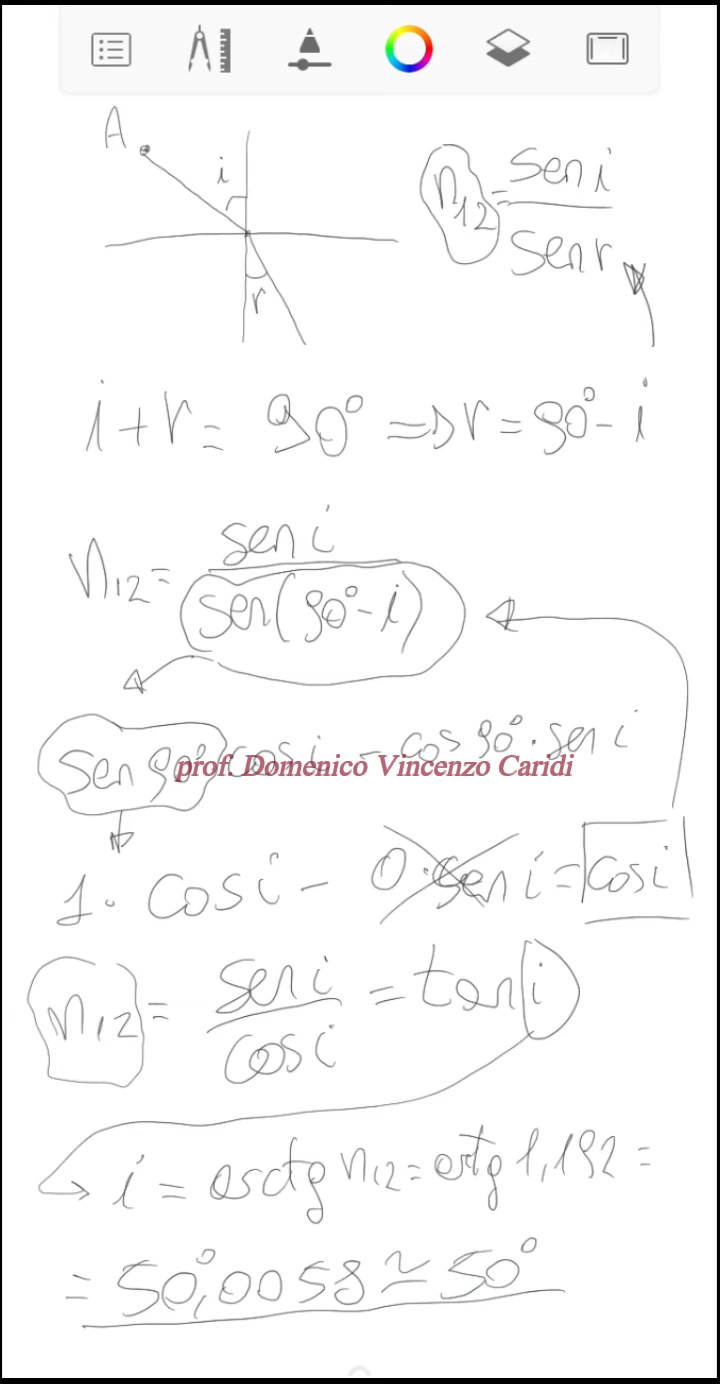 A
i
r
n12 = sen i / sen r
i + r = 90° => r = 90° - i
n12 = sen i / sen(90° - i)
sen 90° cos i - cos 90° · sen i
prof. Domenico Vincenzo Caridi
1 · cos i - 0 · sen i = cos i
n12 = sen i / cos i = tan i
i = arctg n12 = artg 1,192 =
= 50°,0059 ≃ 50°